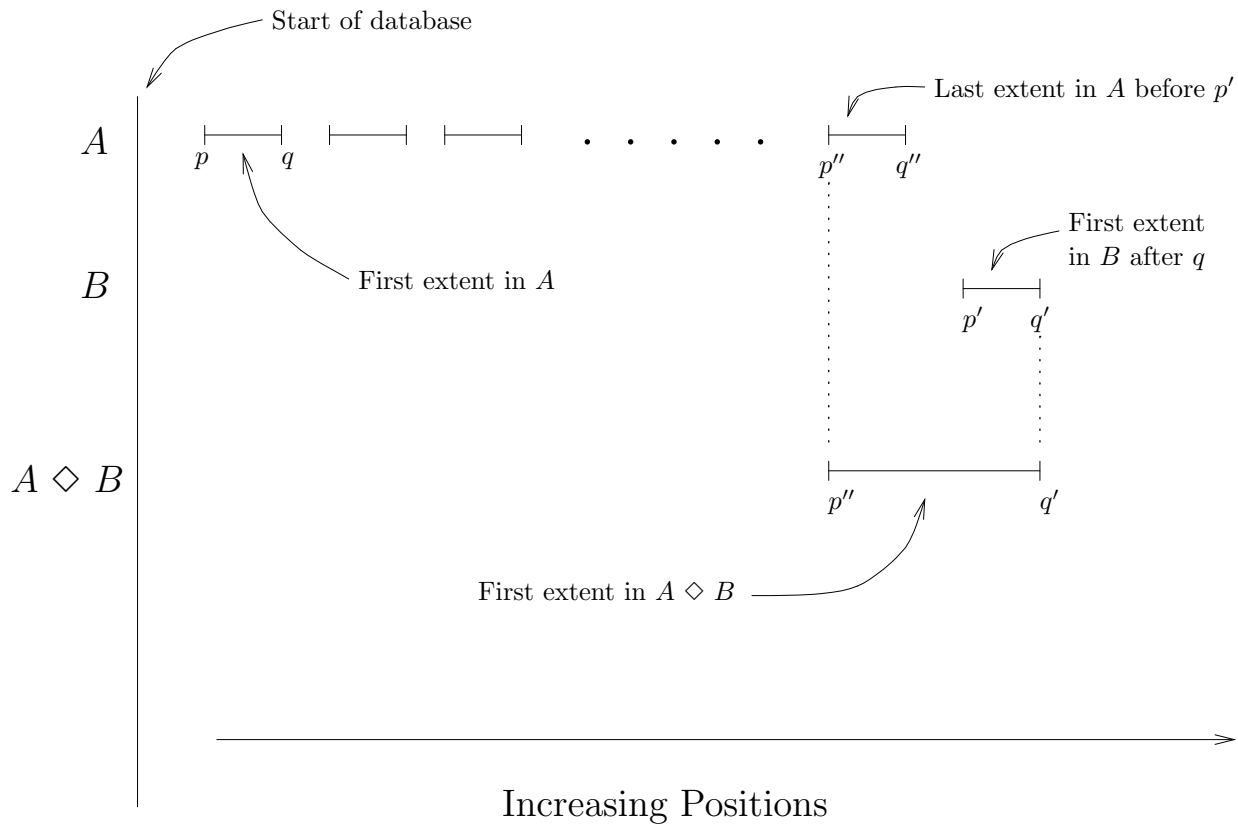 Start of database
Last extent in A before p′
A
p q p′′ q′′
First extent
in B after q
First extent in A
B
p′ q′
A ◇ B
p′′ q′
First extent in A ◇ B
Increasing Positions